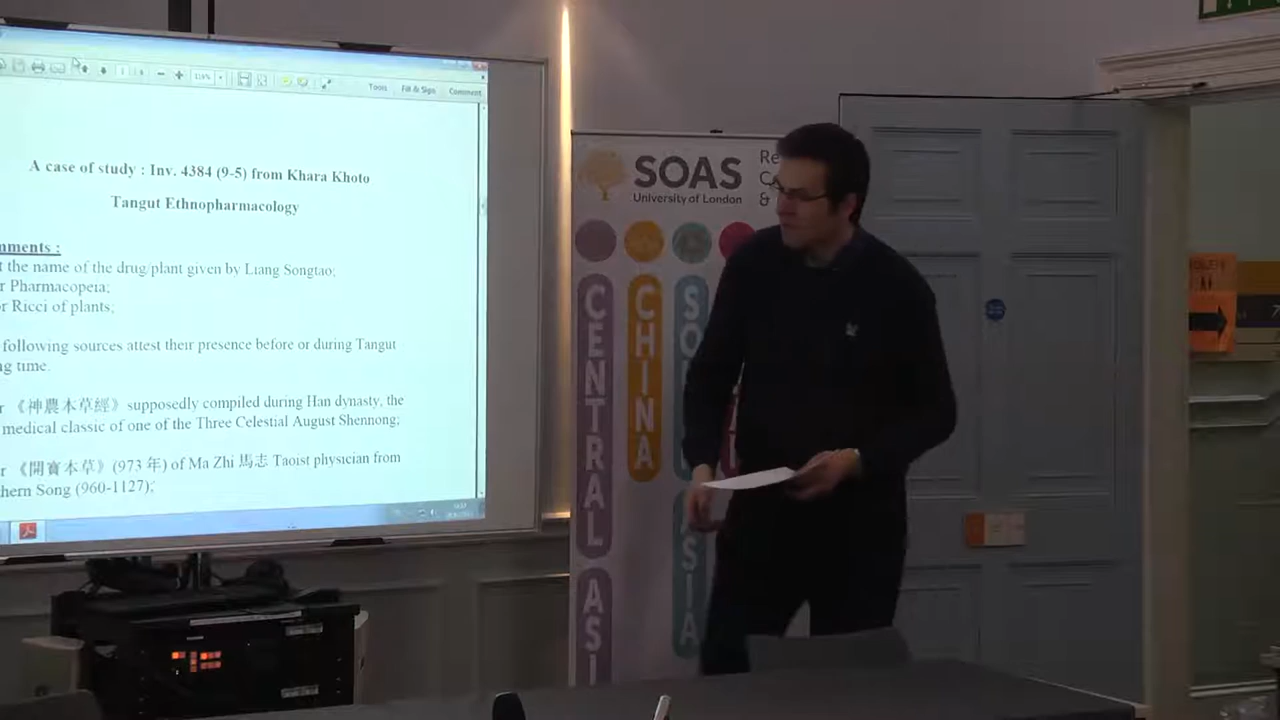 Tools Fill & Sign Comment
A case of study : Inv. 4384 (9-5) from Khara Khoto
Tangut Ethnopharmacology
mments :
t the name of the drug/plant given by Liang Songtao;
r Pharmacopeia;
or Ricci of plants;
following sources attest their presence before or during Tangut
ng time.
r 《神農本草經》supposedly compiled during Han dynasty, the
medical classic of one of the Three Celestial August Shennong;
r 《開寶本草》(973 年) of Ma Zhi 馬志 Taoist physician from
hern Song (960-1127);
SOAS
University of London
Re
&
CENTRAL ASI
CHINA
SO
ASIA